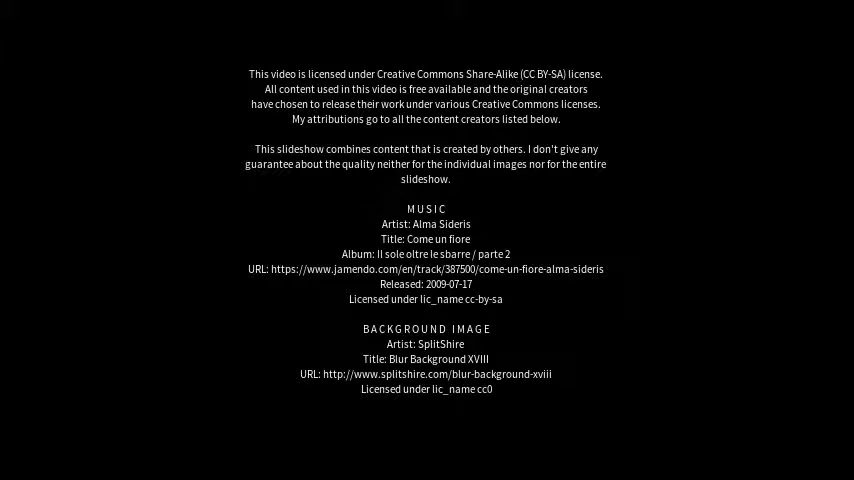 This video is licensed under Creative Commons Share-Alike (CC BY-SA) license.
All content used in this video is free available and the original creators
have chosen to release their work under various Creative Commons licenses.
My attributions go to all the content creators listed below.
This slideshow combines content that is created by others. I don't give any
guarantee about the quality neither for the individual images nor for the entire
slideshow.
MUSIC
Artist: Alma Sideris
Title: Come un fiore
Album: Il sole oltre le sbarre / parte 2
URL: https://www.jamendo.com/en/track/387500/come-un-fiore-alma-sideris
Released: 2009-07-17
Licensed under lic_name cc-by-sa
BACKGROUND IMAGE
Artist: SplitShire
Title: Blur Background XVIII
URL: http://www.splitshire.com/blur-background-xviii
Licensed under lic_name cc0